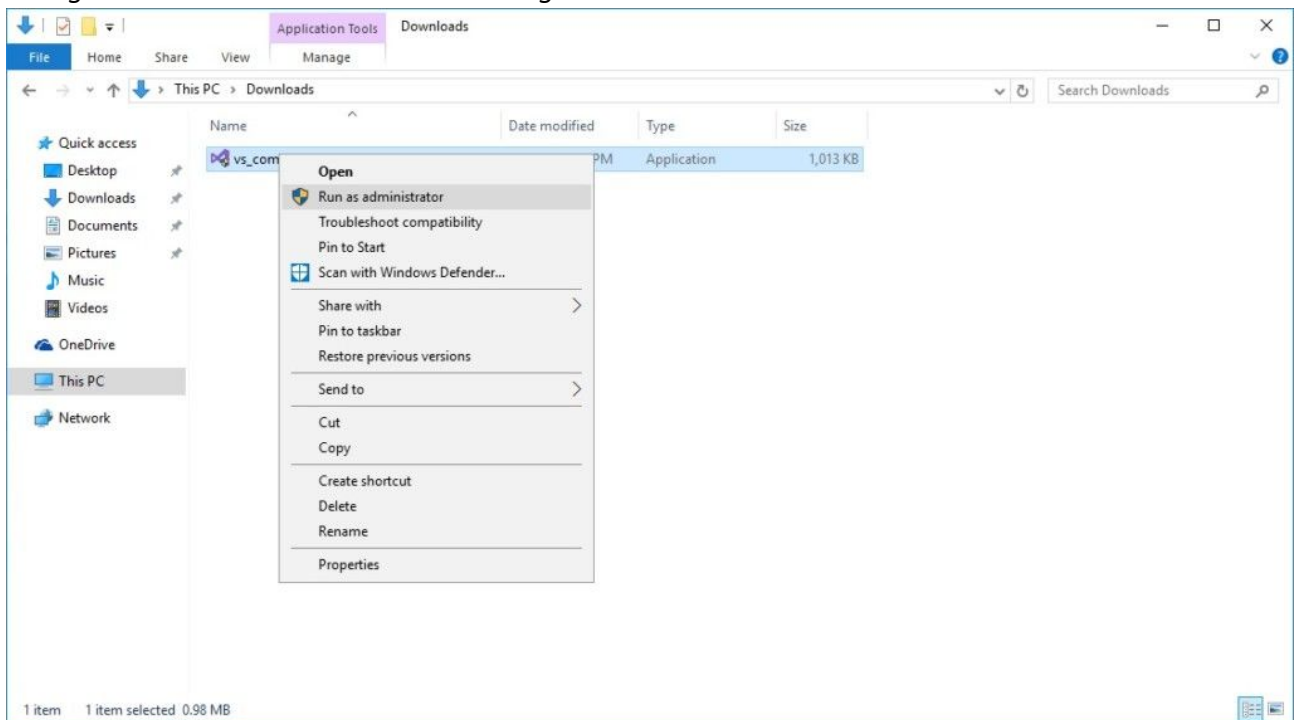 Application Tools Downloads
File Home Share View Manage
This PC > Downloads
Search Downloads
Name Date modified Type Size
vs_com PM Application 1,013 KB
Quick access
Desktop
Downloads
Documents
Pictures
Music
Videos
OneDrive
This PC
Network
Open
Run as administrator
Troubleshoot compatibility
Pin to Start
Scan with Windows Defender...
Share with
Pin to taskbar
Restore previous versions
Send to
Cut
Copy
Create shortcut
Delete
Rename
Properties
1 item 1 item selected 0.98 MB